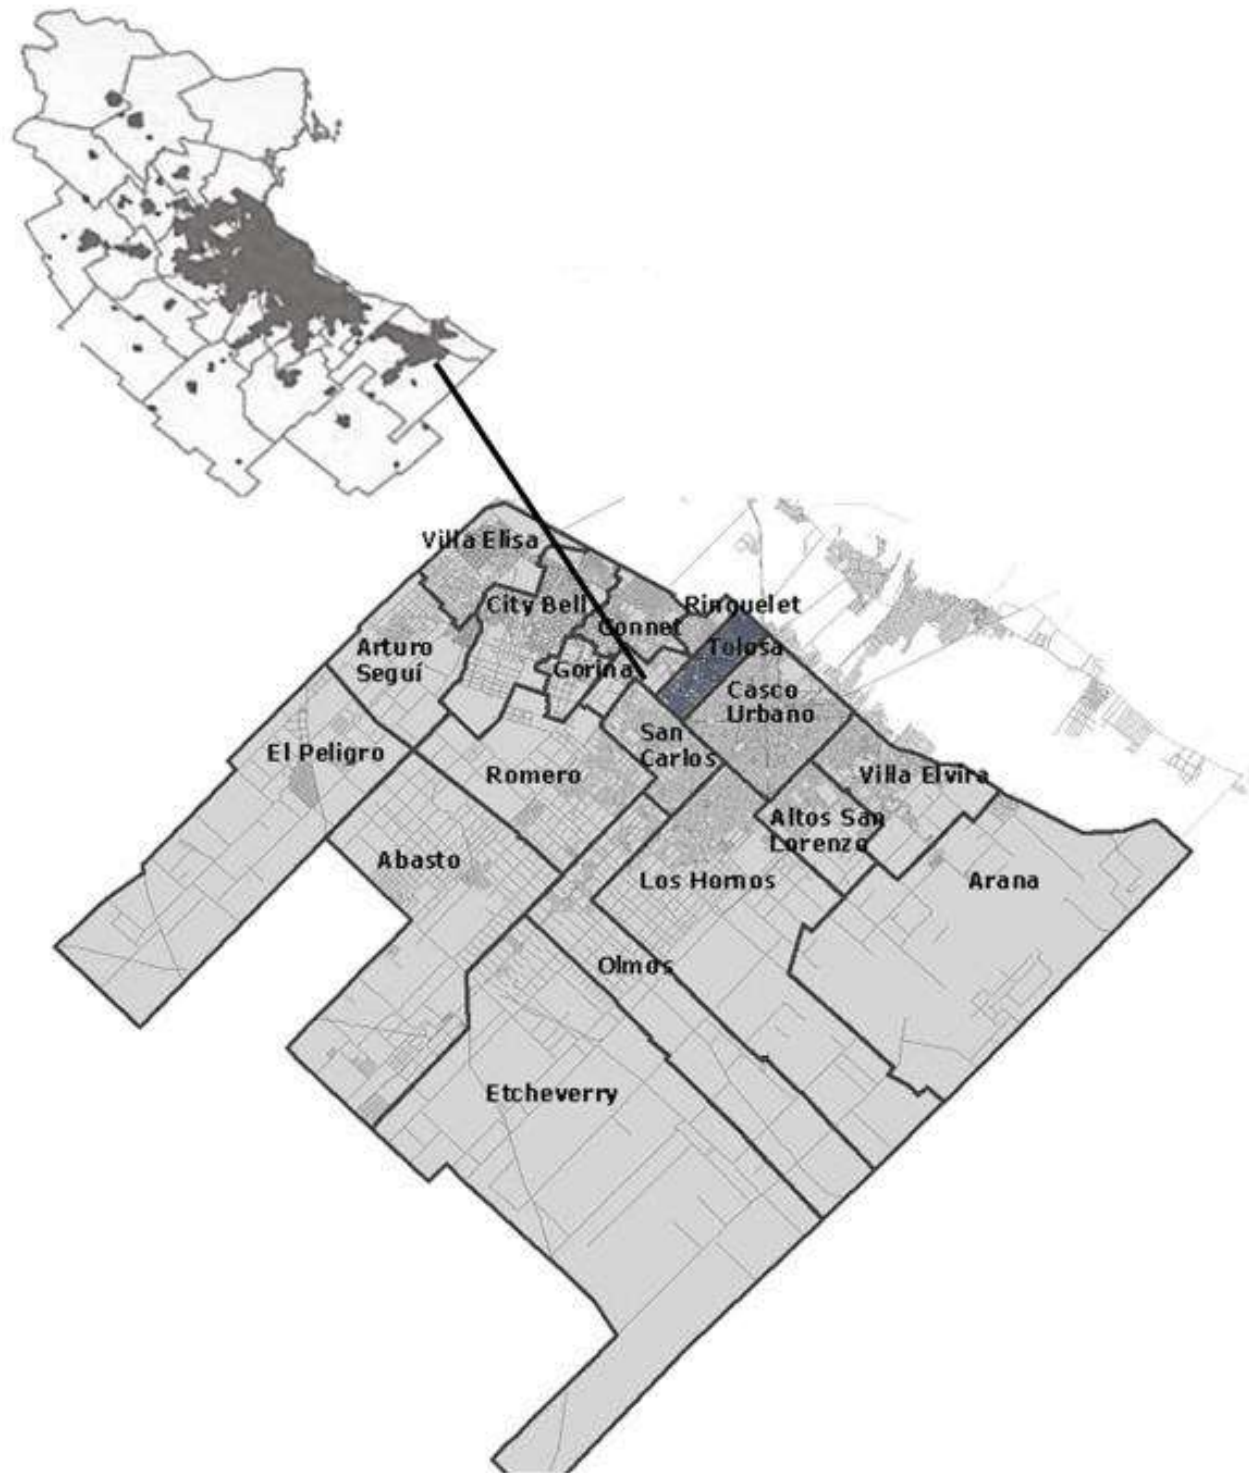 Villa Elisa
City Bell
Ringuelet
Gonnet
Tolosa
Arturo
Seguí
Gorina
Casco
Urbano
San
Carlos
El Peligro
Romero
Villa Elvira
Altos San
Lorenzo
Abasto
Los Hornos
Arana
Olmos
Etcheverry